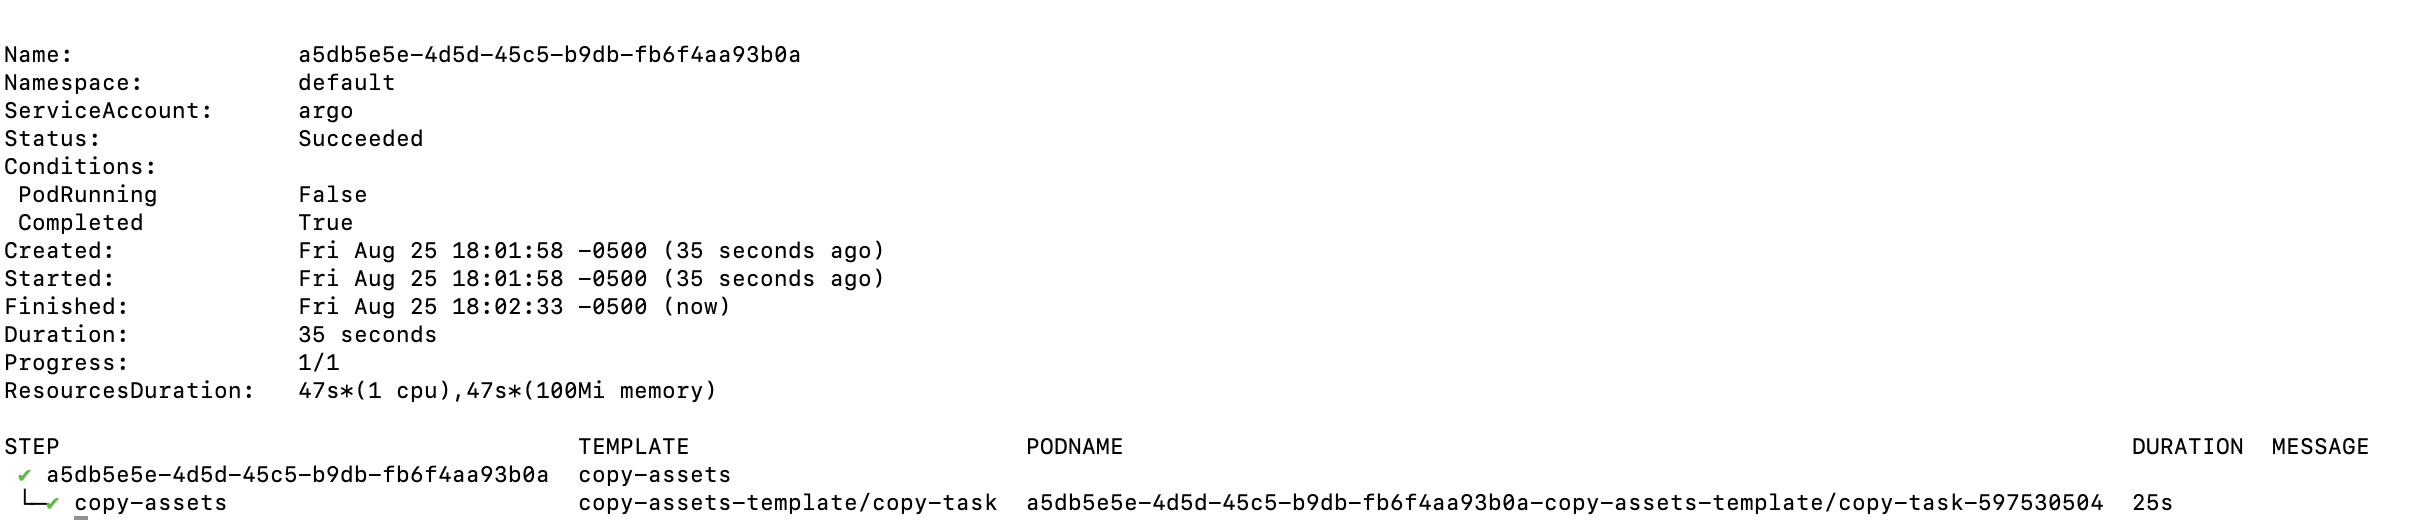 Name:                a5db5e5e-4d5d-45c5-b9db-fb6f4aa93b0a
Namespace:           default
ServiceAccount:      argo
Status:              Succeeded
Conditions:
 PodRunning          False
 Completed           True
Created:             Fri Aug 25 18:01:58 -0500 (35 seconds ago)
Started:             Fri Aug 25 18:01:58 -0500 (35 seconds ago)
Finished:            Fri Aug 25 18:02:33 -0500 (now)
Duration:            35 seconds
Progress:            1/1
ResourcesDuration:   47s*(1 cpu),47s*(100Mi memory)
STEP                                     TEMPLATE                        PODNAME                                                                        DURATION  MESSAGE
 ✔ a5db5e5e-4d5d-45c5-b9db-fb6f4aa93b0a  copy-assets
 └─✔ copy-assets                         copy-assets-template/copy-task  a5db5e5e-4d5d-45c5-b9db-fb6f4aa93b0a-copy-assets-template/copy-task-597530504  25s